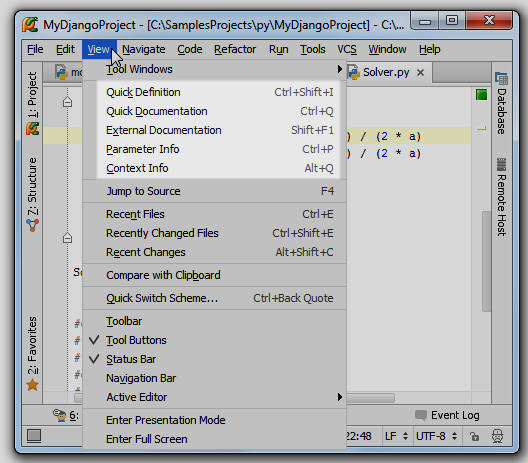 MyDjangoProject - [C:\SamplesProjects\py\MyDjangoProject] - C:\...
File Edit View Navigate Code Refactor Run Tools VCS Window Help
Tool Windows
Solver.py
Quick Definition Ctrl+Shift+I
Quick Documentation Ctrl+Q
External Documentation Shift+F1
) / (2 * a)
Parameter Info Ctrl+P
) / (2 * a)
Context Info Alt+Q
Jump to Source F4
Recent Files Ctrl+E
Recently Changed Files Ctrl+Shift+E
Recent Changes Alt+Shift+C
Compare with Clipboard
Quick Switch Scheme... Ctrl+Back Quote
Toolbar
Tool Buttons
Status Bar
Navigation Bar
Active Editor
Enter Presentation Mode
Enter Full Screen
1: Project
Z: Structure
2: Favorites
Database
Remote Host
6:
Event Log
22:48 LF UTF-8